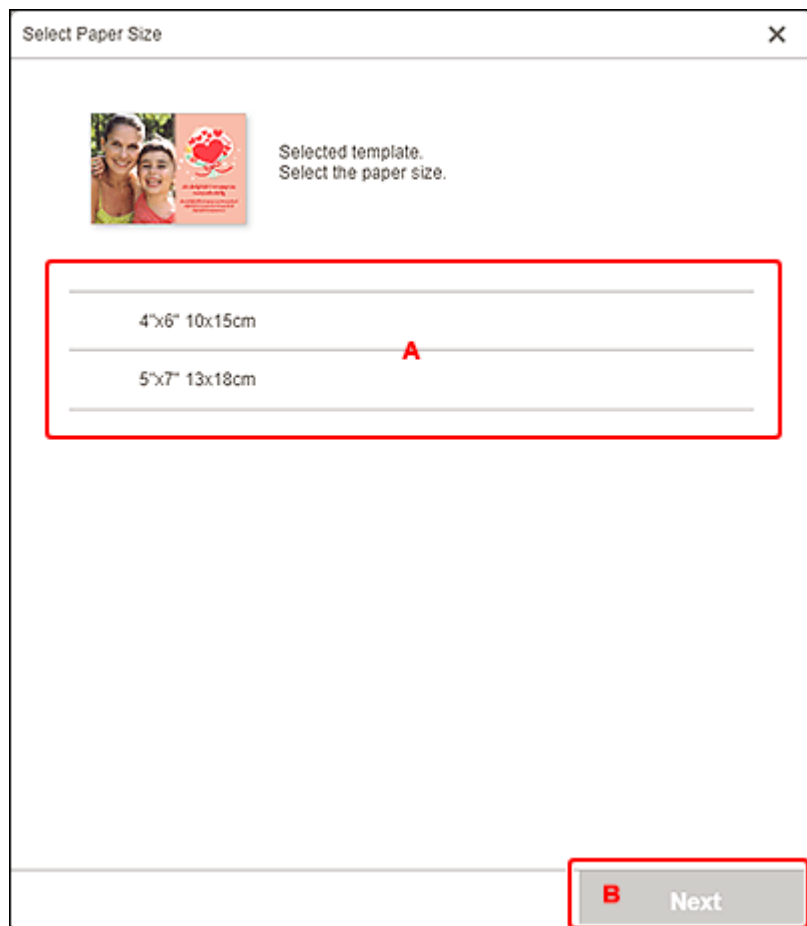 Select Paper Size
Selected template.
Select the paper size.
4"x6" 10x15cm
A
5"x7" 13x18cm
B Next